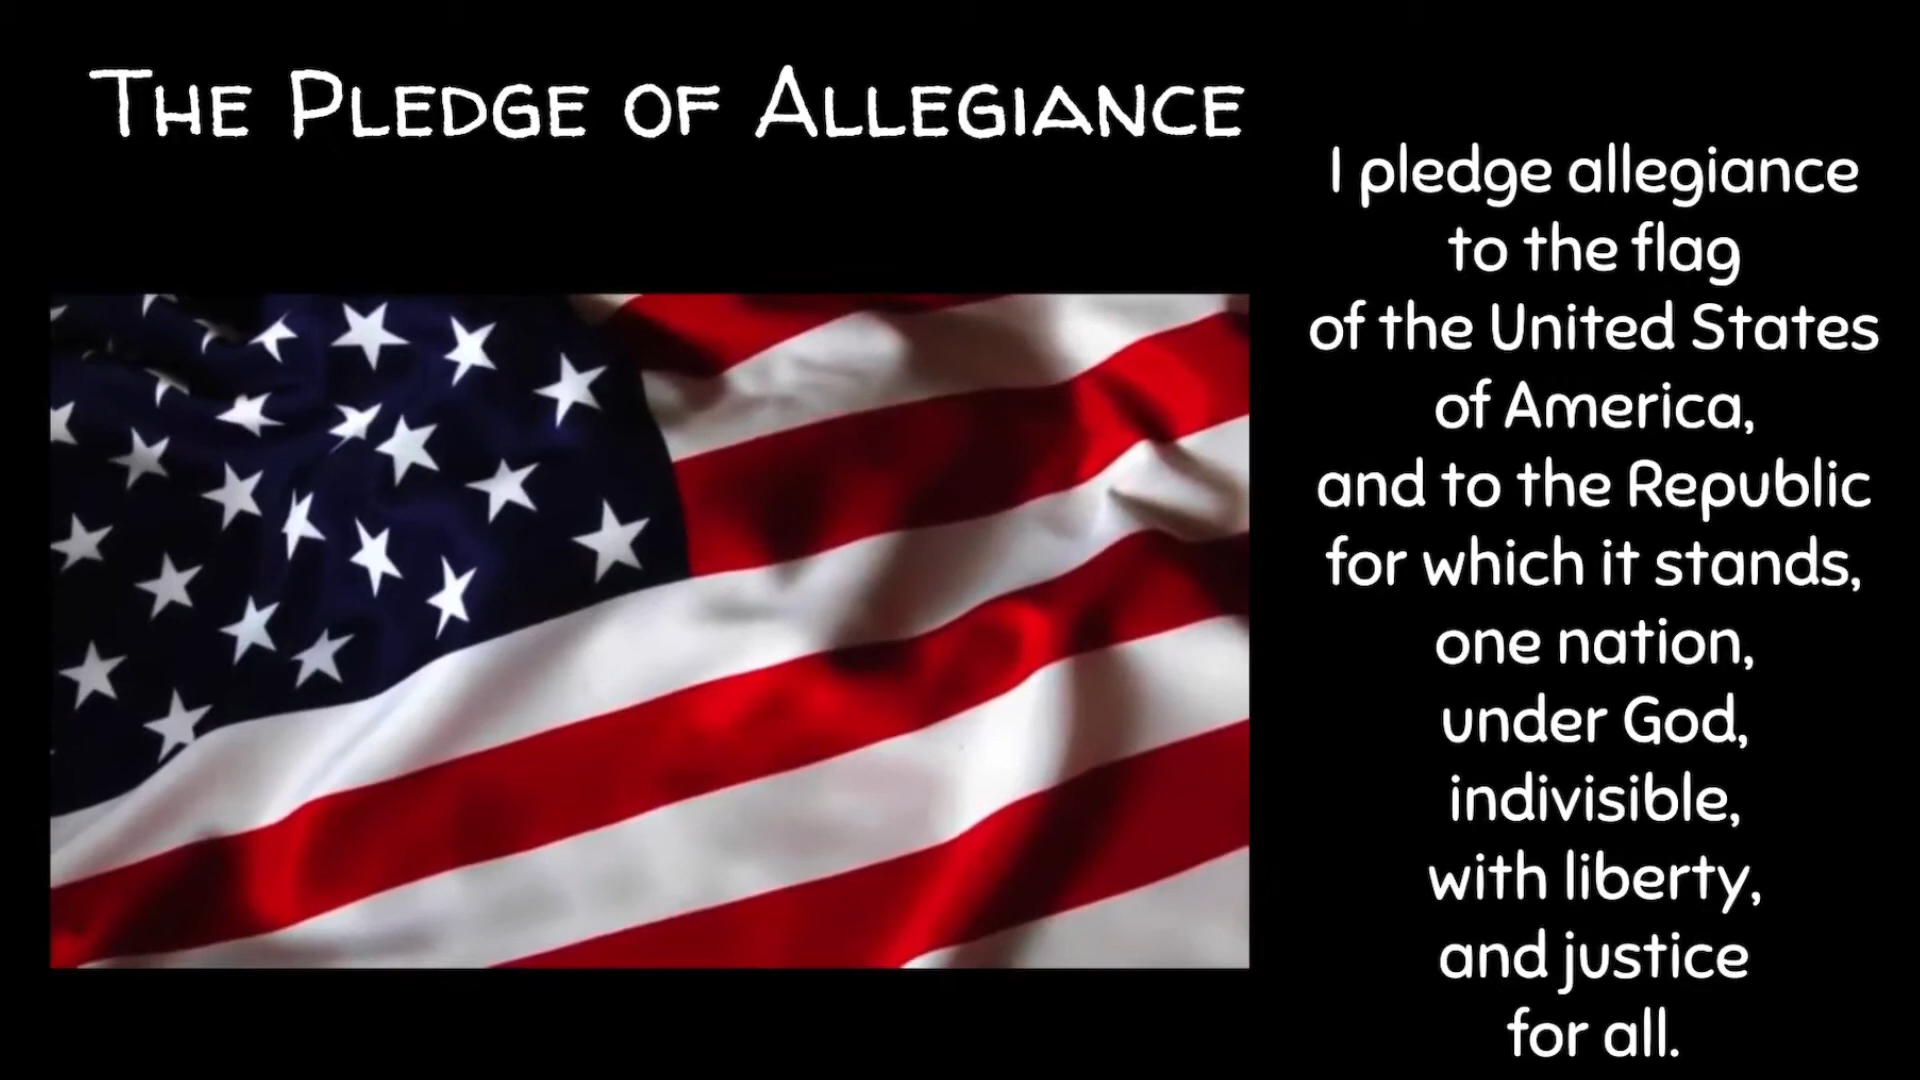 The Pledge of Allegiance
I pledge allegiance
to the flag
of the United States
of America,
and to the Republic
for which it stands,
one nation,
under God,
indivisible,
with liberty,
and justice
for all.